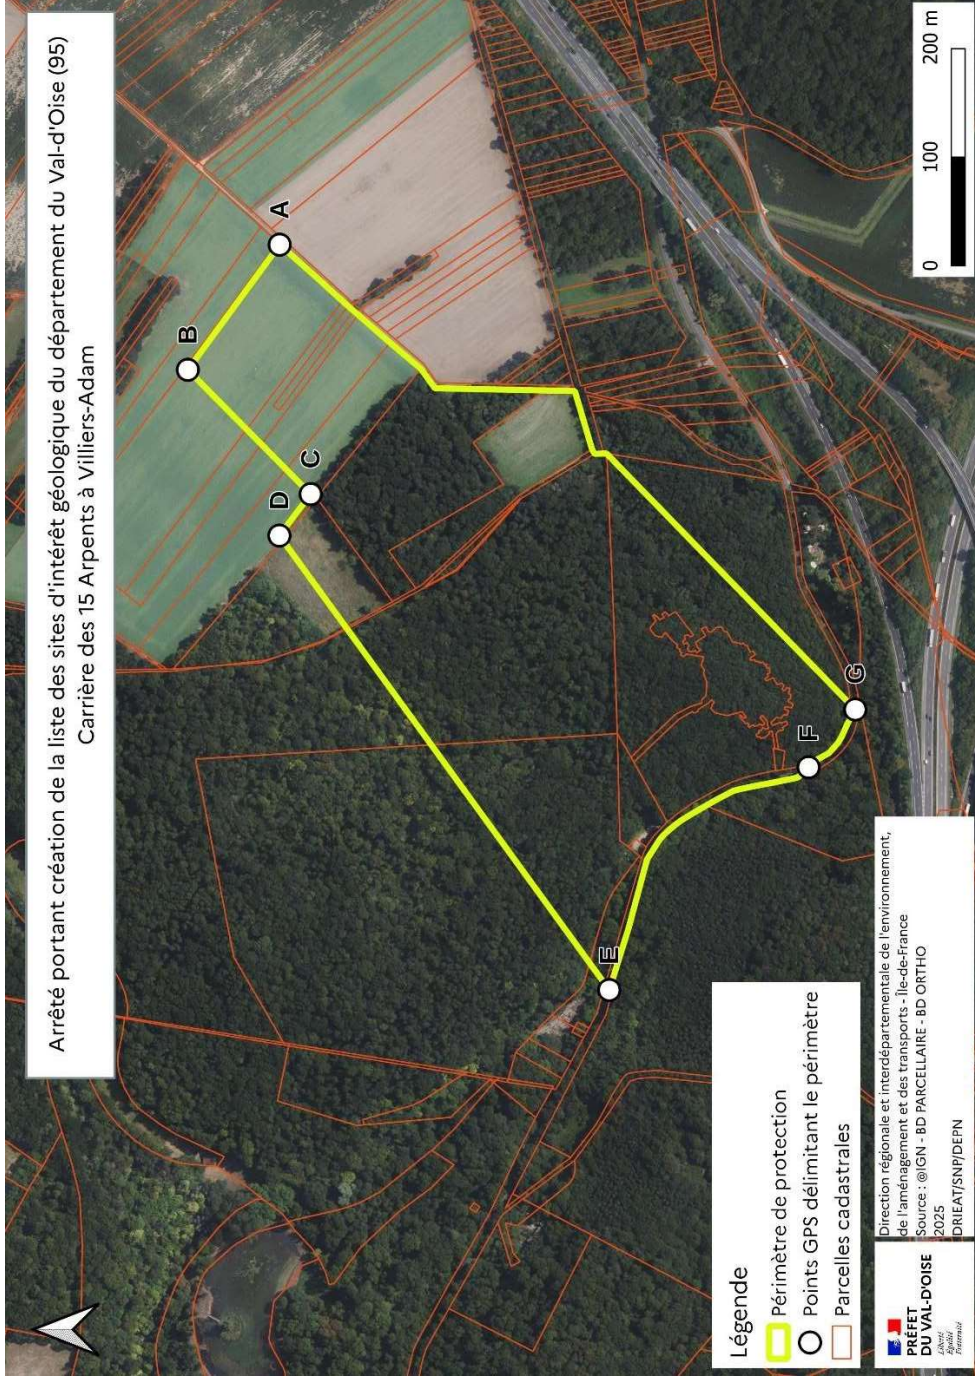 Arrêté portant création de la liste des sites d'intérêt géologique du département du Val-d'Oise (95)
Carrière des 15 Arpents à Villiers-Adam
A
B
C
D
E
F
G
0 100 200 m
Légende
Périmètre de protection
Points GPS délimitant le périmètre
Parcelles cadastrales
PRÉFET
DU VAL-D'OISE
Liberté
Égalité
Fraternité
Direction régionale et interdépartementale de l'environnement,
de l'aménagement et des transports - Île-de-France
Source : @IGN - BD PARCELLAIRE - BD ORTHO
2025
DRIEAT/SNP/DEPN